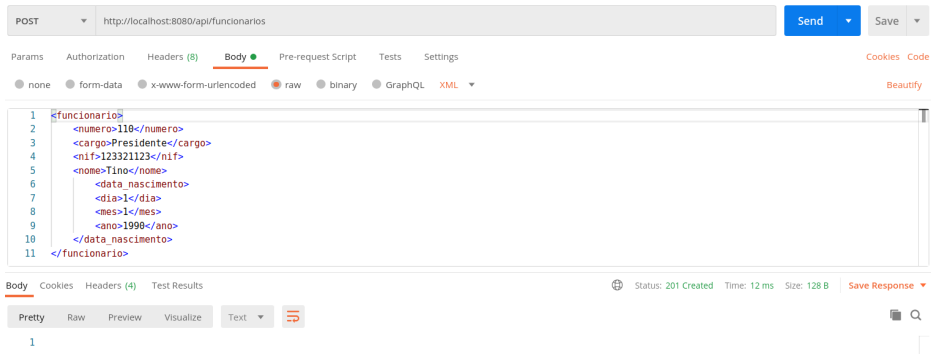 POST http://localhost:8080/api/funcionarios Send Save
Params Authorization Headers (8) Body Pre-request Script Tests Settings Cookies Code
none form-data x-www-form-urlencoded raw binary GraphQL XML Beautify
1 <funcionario>
2 <numero>110</numero>
3 <cargo>Presidente</cargo>
4 <nif>123321123</nif>
5 <nome>Tino</nome>
6 <data_nascimento>
7 <dia>1</dia>
8 <mes>1</mes>
9 <ano>1990</ano>
10 </data_nascimento>
11 </funcionario>
Body Cookies Headers (4) Test Results Status: 201 Created Time: 12 ms Size: 128 B Save Response
Pretty Raw Preview Visualize Text
1